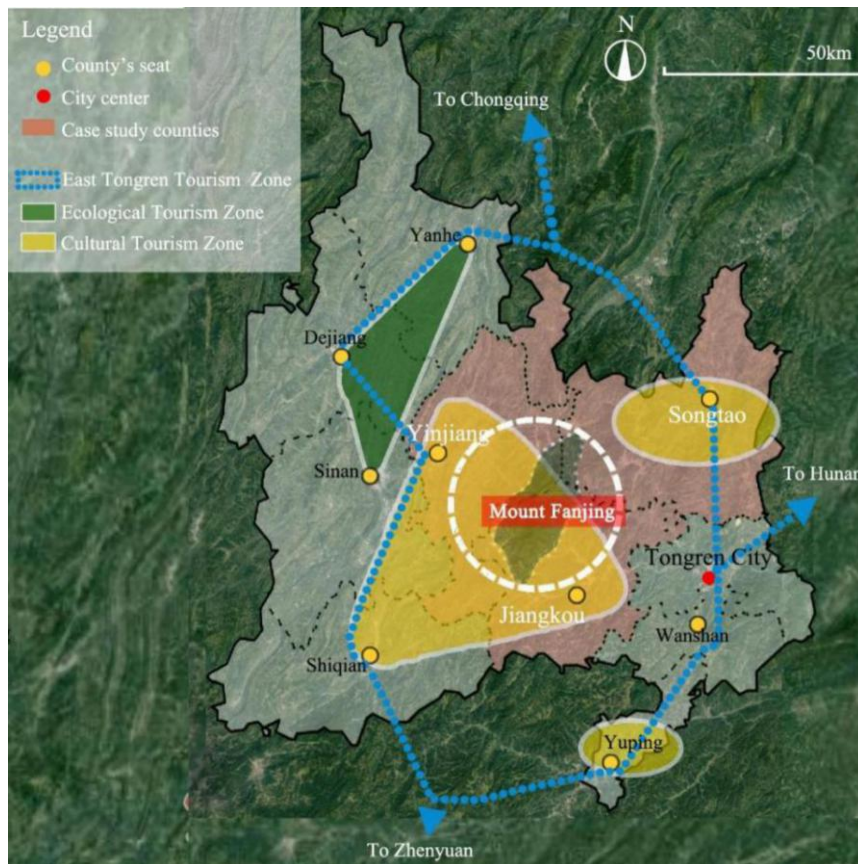 Legend
County's seat
City center
Case study counties
East Tongren Tourism Zone
Ecological Tourism Zone
Cultural Tourism Zone
N
50km
To Chongqing
Yanhe
Dejiang
Songtao
Yinjiang
Sinan
To Hunan
Mount Fanjing
Tongren City
Jiangkou
Wanshan
Shiqian
Yuping
To Zhenyuan